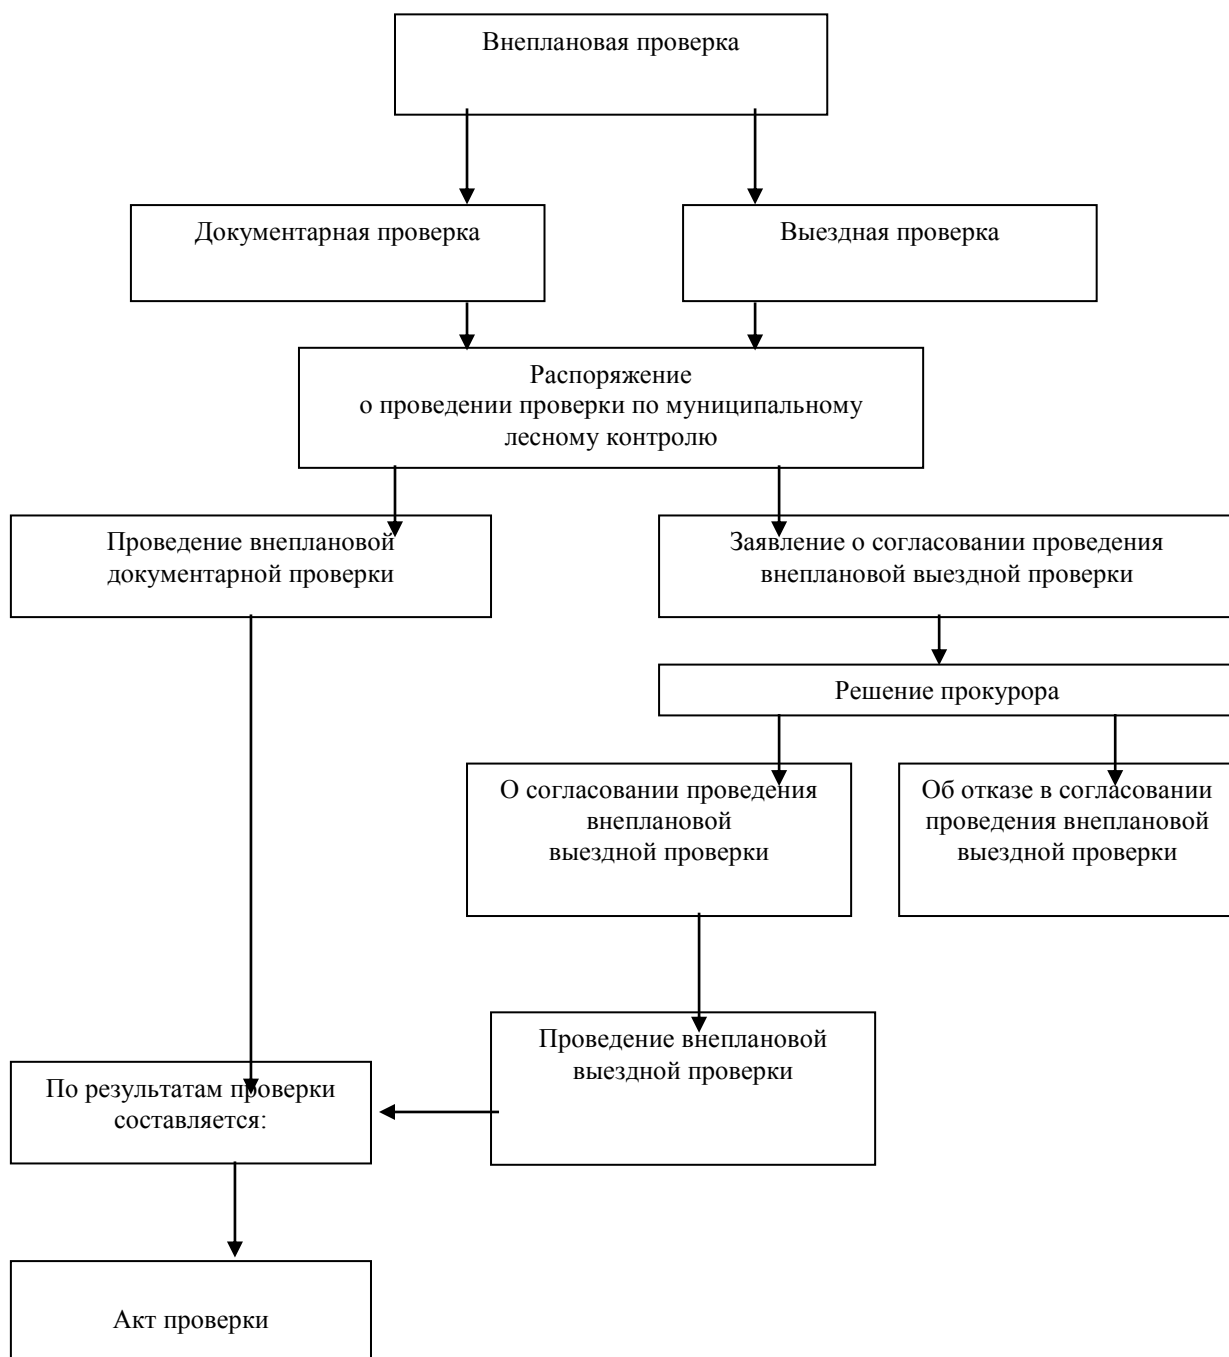 Внеплановая проверка
Документарная проверка
Выездная проверка
Распоряжение
о проведении проверки по муниципальному
лесному контролю
Проведение внеплановой
документарной проверки
Заявление о согласовании проведения
внеплановой выездной проверки
Решение прокурора
О согласовании проведения
внеплановой
выездной проверки
Об отказе в согласовании
проведения внеплановой
выездной проверки
Проведение внеплановой
выездной проверки
По результатам проверки
составляется:
Акт проверки